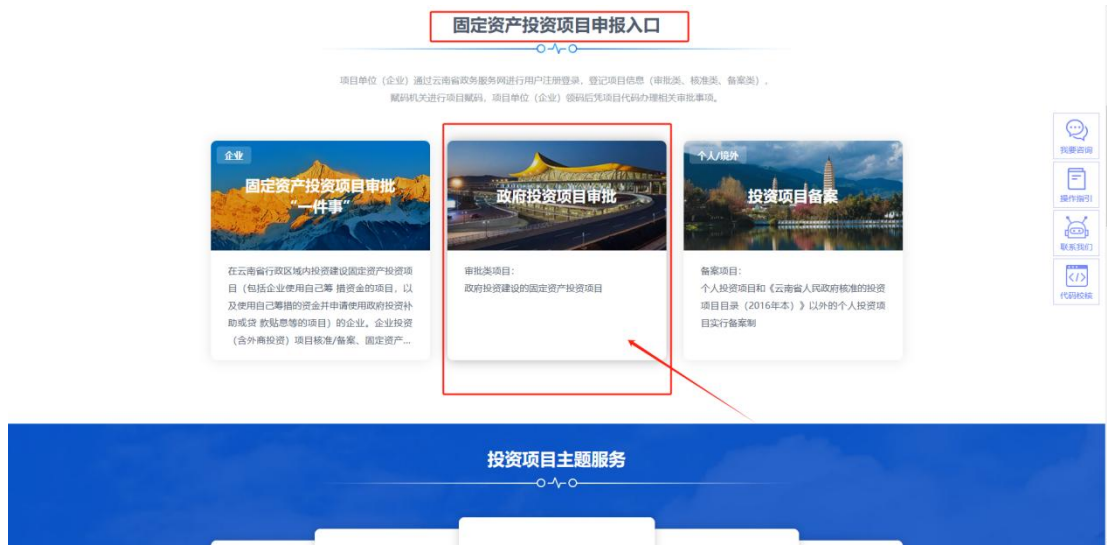 固定资产投资项目申报入口
项目单位（企业）通过云南省政务服务网进行用户注册登录，登记项目信息（审批类、核准类、备案类），
赋码机关进行项目赋码，项目单位（企业）领码后凭项目代码办理相关审批事项。
企业
固定资产投资项目审批
“一件事”
在云南省行政区域内投资建设固定资产投资项
目（包括企业使用自己筹 措资金的项目，以
及使用自己筹措的资金并申请使用政府投资补
助或贷 款贴息等的项目）的企业。企业投资
（含外商投资）项目核准/备案、固定资产...
政府投资项目审批
审批类项目：
政府投资建设的固定资产投资项目
个人/境外
投资项目备案
备案项目：
个人投资项目和《云南省人民政府核准的投资
项目目录（2016年本）》以外的个人投资项
目实行备案制
我要咨询
操作指引
联系我们
代码校核
投资项目主题服务